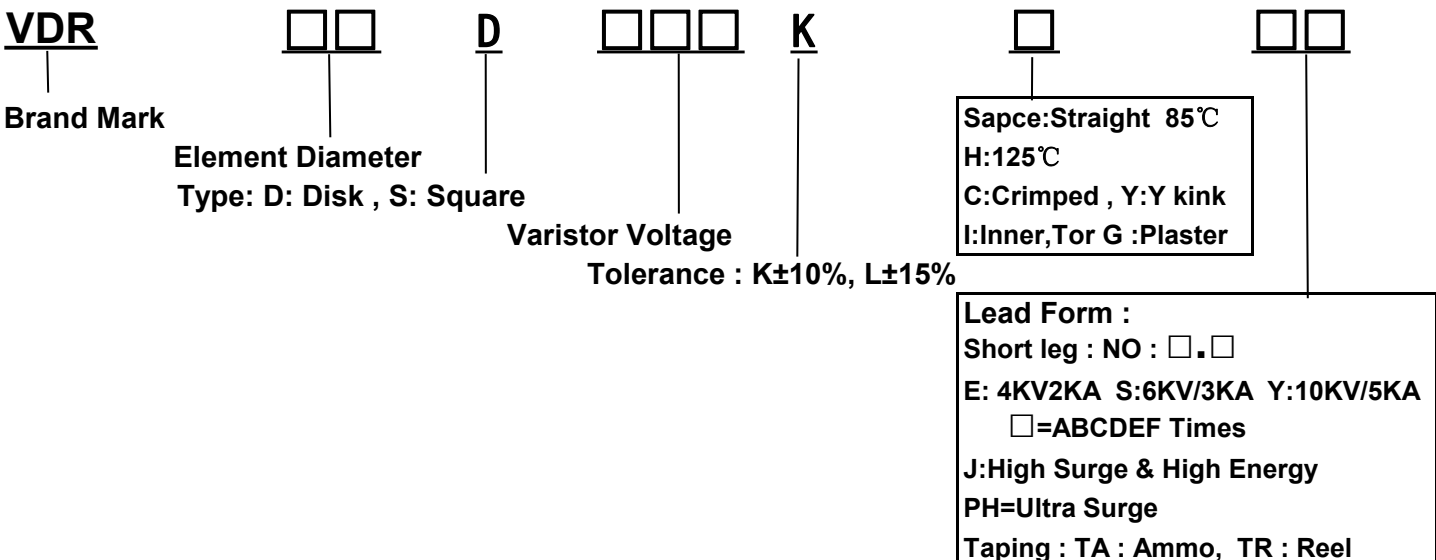 VDR □□ D □□□ K □ □□
Brand Mark
Element Diameter
Type: D: Disk , S: Square
Varistor Voltage
Tolerance : K±10%, L±15%
Sapce:Straight 85℃
H:125℃
C:Crimped , Y:Y kink
I:Inner,Tor G :Plaster
Lead Form :
Short leg : NO : □.□
E: 4KV2KA S:6KV/3KA Y:10KV/5KA
□=ABCDEF Times
J:High Surge & High Energy
PH=Ultra Surge
Taping : TA : Ammo, TR : Reel